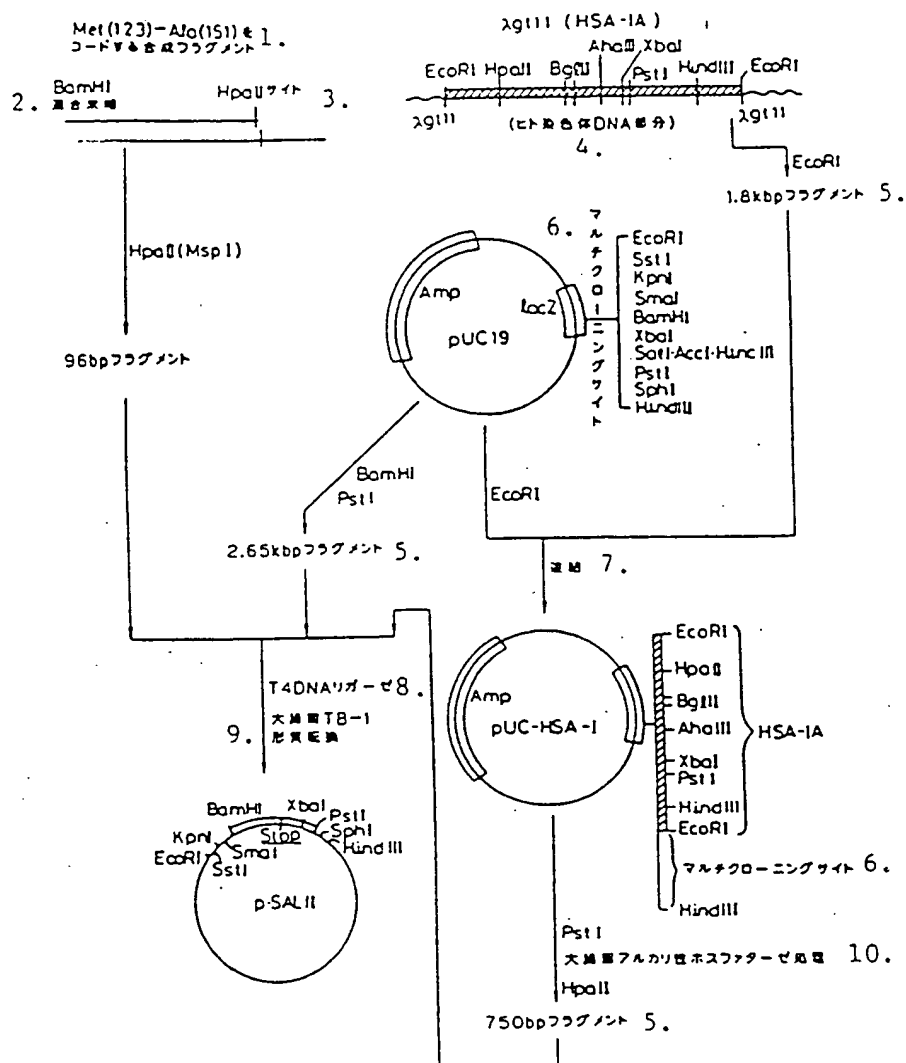 Met(123)-Ala(151)を
コードする合成フラグメント 1.
BamHI
2.
HpaIIサイト 3.
λgt11 (HSA-IA)
AhaIII XbaI
EcoRI HpaII BglII PstI HindIII EcoRI
λgt11 (ヒト染色体DNA部分) λgt11
4.
EcoRI
1.8kbpフラグメント 5.
HpaII(MspI)
96bpフラグメント
6. マルチクローニングサイト
Amp
lacZ
pUC19
EcoRI
SstI
KpnI
SmaI
BamHI
XbaI
SalI·AccI·HincIII
PstI
SphI
HindIII
BamHI
PstI
EcoRI
2.65kbpフラグメント 5.
連結 7.
T4DNAリガーゼ 8.
9. 大腸菌TB-1
形質転換
Amp
pUC-HSA-I
EcoRI
HpaII
BglII
AhaIII
XbaI
PstI
HindIII
EcoRI
HSA-IA
マルチクローニングサイト 6.
HindIII
BamHI XbaI
KpnI Stop PstI
EcoRI SmaI SphI
SstI HindIII
p-SALII
PstI
大腸菌アルカリ性ホスファターゼ処理 10.
HpaII
750bpフラグメント 5.